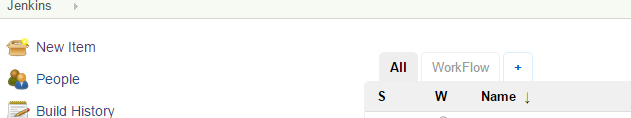 Jenkins
New Item
People
Build History
All WorkFlow +
S W Name ↓